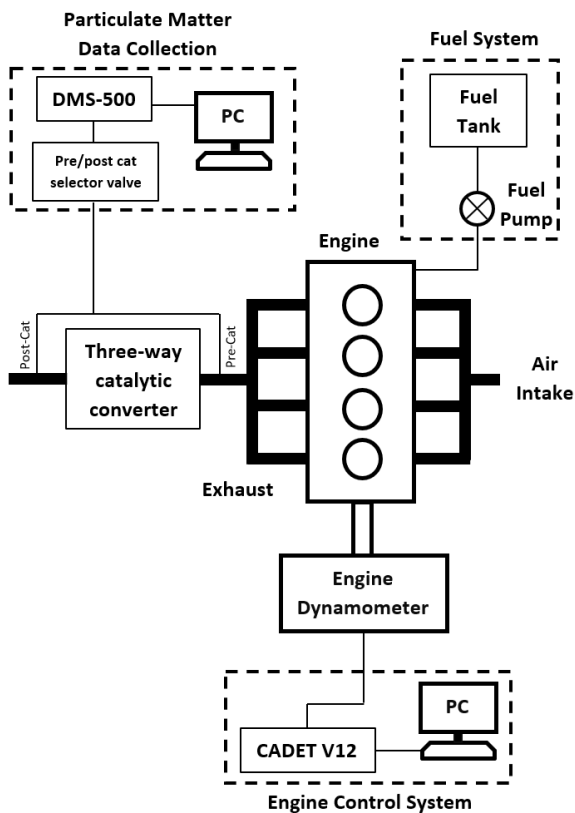 Particulate Matter
Data Collection
DMS-500
PC
Pre/post cat
selector valve
Fuel System
Fuel
Tank
Fuel
Pump
Engine
Post-Cat
Pre-Cat
Three-way
catalytic
converter
Air
Intake
Exhaust
Engine
Dynamometer
PC
CADET V12
Engine Control System